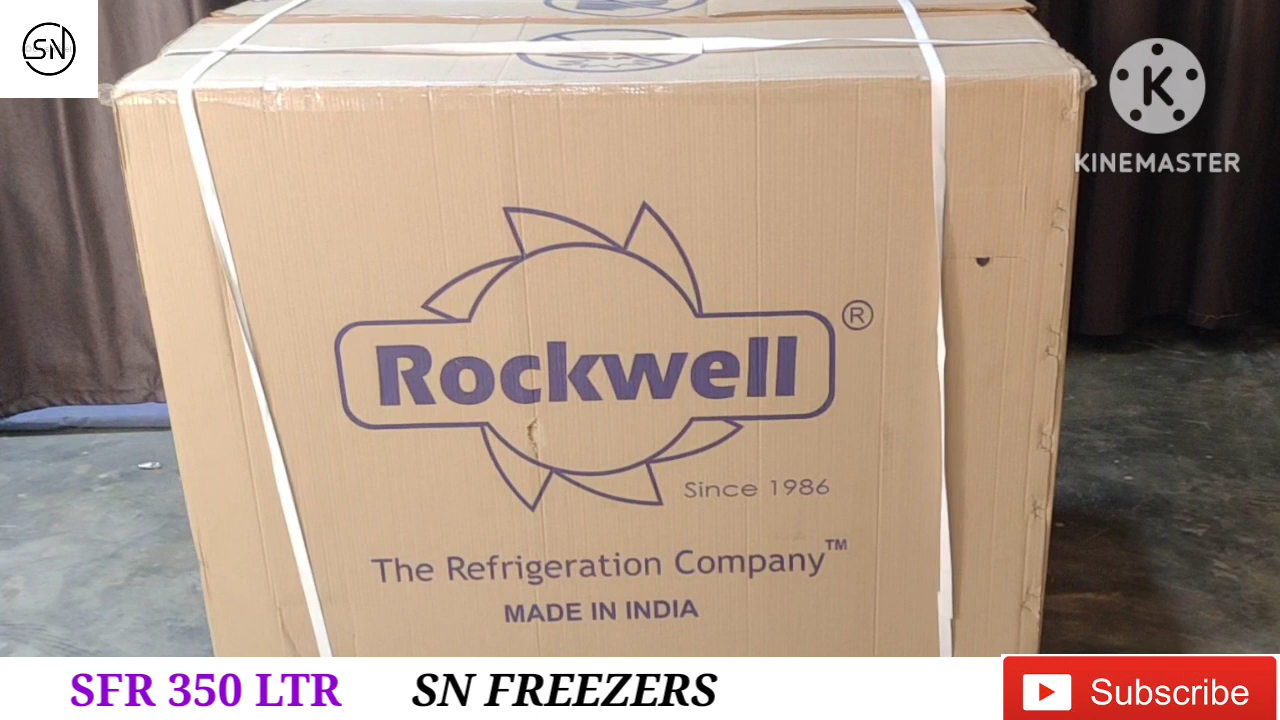 SN
K
KINEMASTER
Rockwell®
Since 1986
The Refrigeration Company™
MADE IN INDIA
SFR 350 LTR
SN FREEZERS
Subscribe